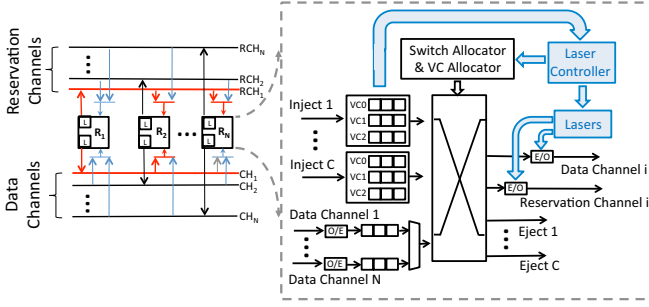 Reservation
Channels
RCH_N
RCH_2
RCH_1
L
L
R_1
L
L
R_2
L
L
R_N
Data
Channels
CH_1
CH_2
CH_N
Switch Allocator
& VC Allocator
Laser
Controller
Lasers
Inject 1
VC0
VC1
VC2
Inject C
VC0
VC1
VC2
E/O
Data Channel i
E/O
Reservation Channel i
Data Channel 1
O/E
O/E
Data Channel N
Eject 1
Eject C